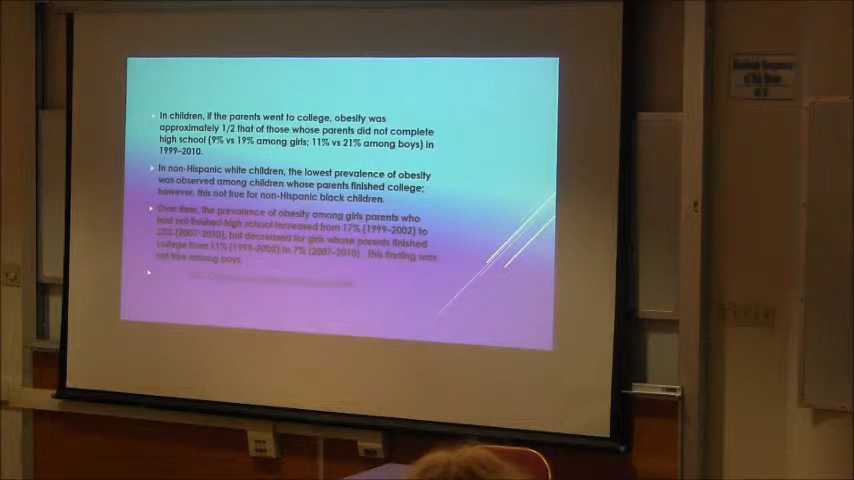 In children, if the parents went to college, obesity was
approximately 1/2 that of those whose parents did not complete
high school (9% vs 19% among girls; 11% vs 21% among boys) in
1999–2010.
In non-Hispanic white children, the lowest prevalence of obesity
was observed among children whose parents finished college;
however, this not true for non-Hispanic black children.
Over time, the prevalence of obesity among girls parents who
had not finished high school increased from 17% (1999–2002) to
23% (2007-2010), but decreased for girls whose parents finished
college from 11% (1999-2002) to 7% (2007–2010). This finding was
not true among boys.